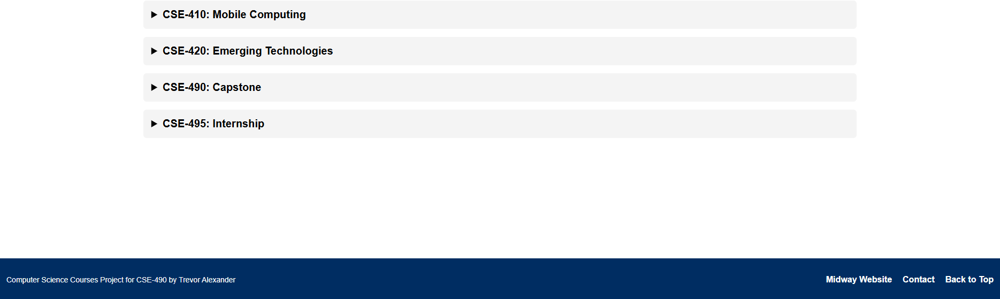 CSE-410: Mobile Computing
CSE-420: Emerging Technologies
CSE-490: Capstone
CSE-495: Internship
Computer Science Courses Project for CSE-490 by Trevor Alexander
Midway Website Contact Back to Top